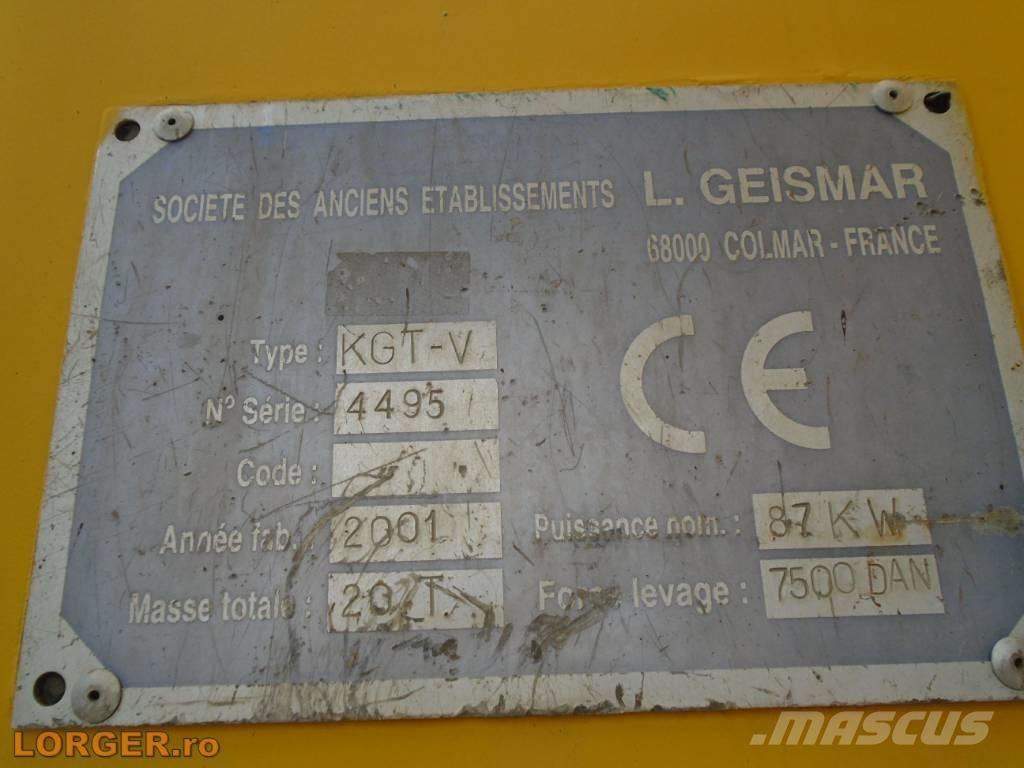 SOCIETE DES ANCIENS ETABLISSEMENTS L. GEISMAR
68000 COLMAR - FRANCE
Type : KGT-V
N° Série : 4495
Code :
Année fab. : 2001
Puissance nom. : 87 KW
Masse totale :
Force levage : 7500 DAN
CE
LORGER.ro
MASCUS